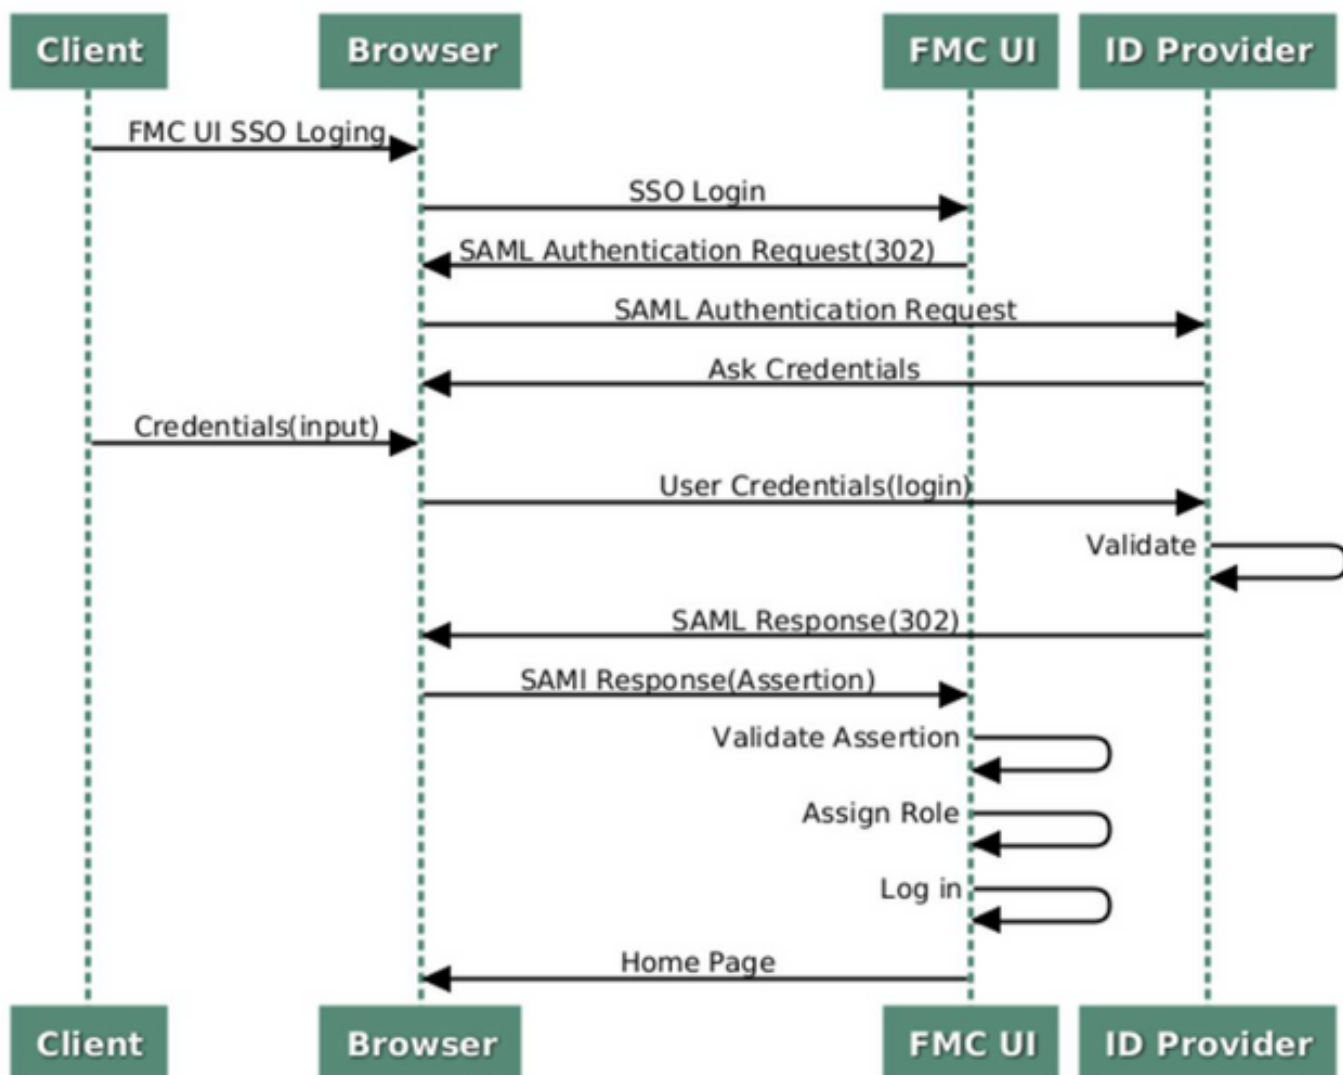 Client
Browser
FMC UI
ID Provider
FMC UI SSO Loging
SSO Login
SAML Authentication Request(302)
SAML Authentication Request
Ask Credentials
Credentials(input)
User Credentials(login)
Validate
SAML Response(302)
SAMl Response(Assertion)
Validate Assertion
Assign Role
Log in
Home Page
Client
Browser
FMC UI
ID Provider